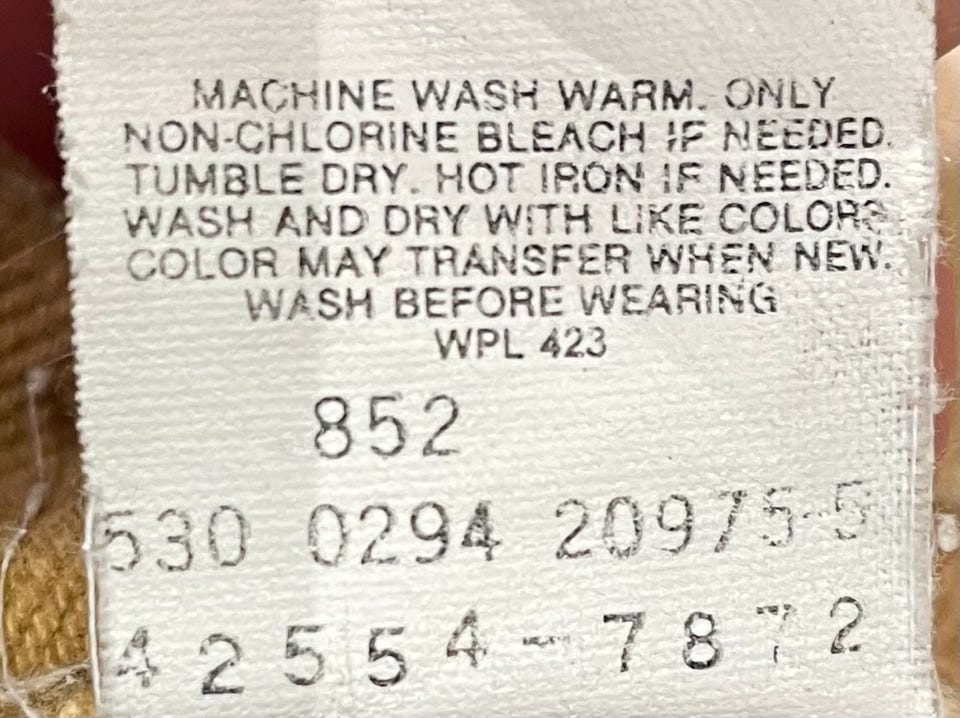 MACHINE WASH WARM. ONLY
NON-CHLORINE BLEACH IF NEEDED.
TUMBLE DRY. HOT IRON IF NEEDED.
WASH AND DRY WITH LIKE COLORS.
COLOR MAY TRANSFER WHEN NEW.
WASH BEFORE WEARING
WPL 423
852
530 0294 20975-5
42554-7872